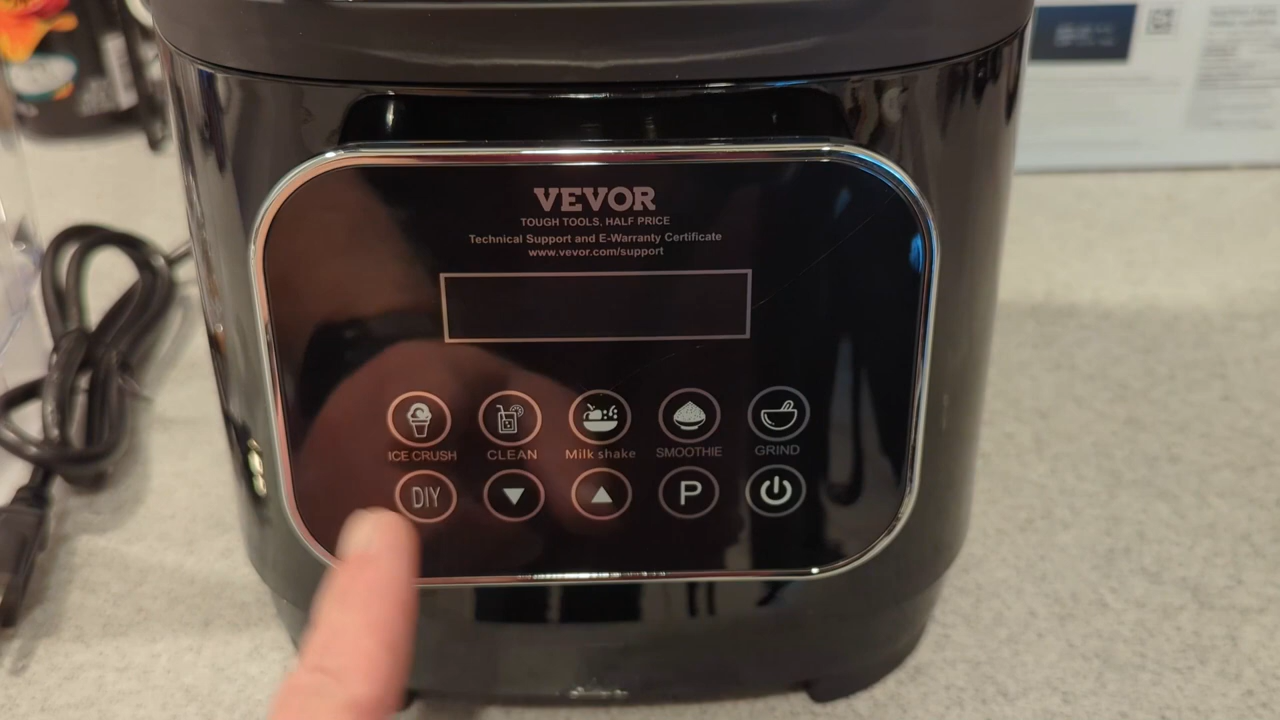 VEVOR
TOUGH TOOLS, HALF PRICE
Technical Support and E-Warranty Certificate
www.vevor.com/support
ICE CRUSH CLEAN Milk shake SMOOTHIE GRIND
DIY P